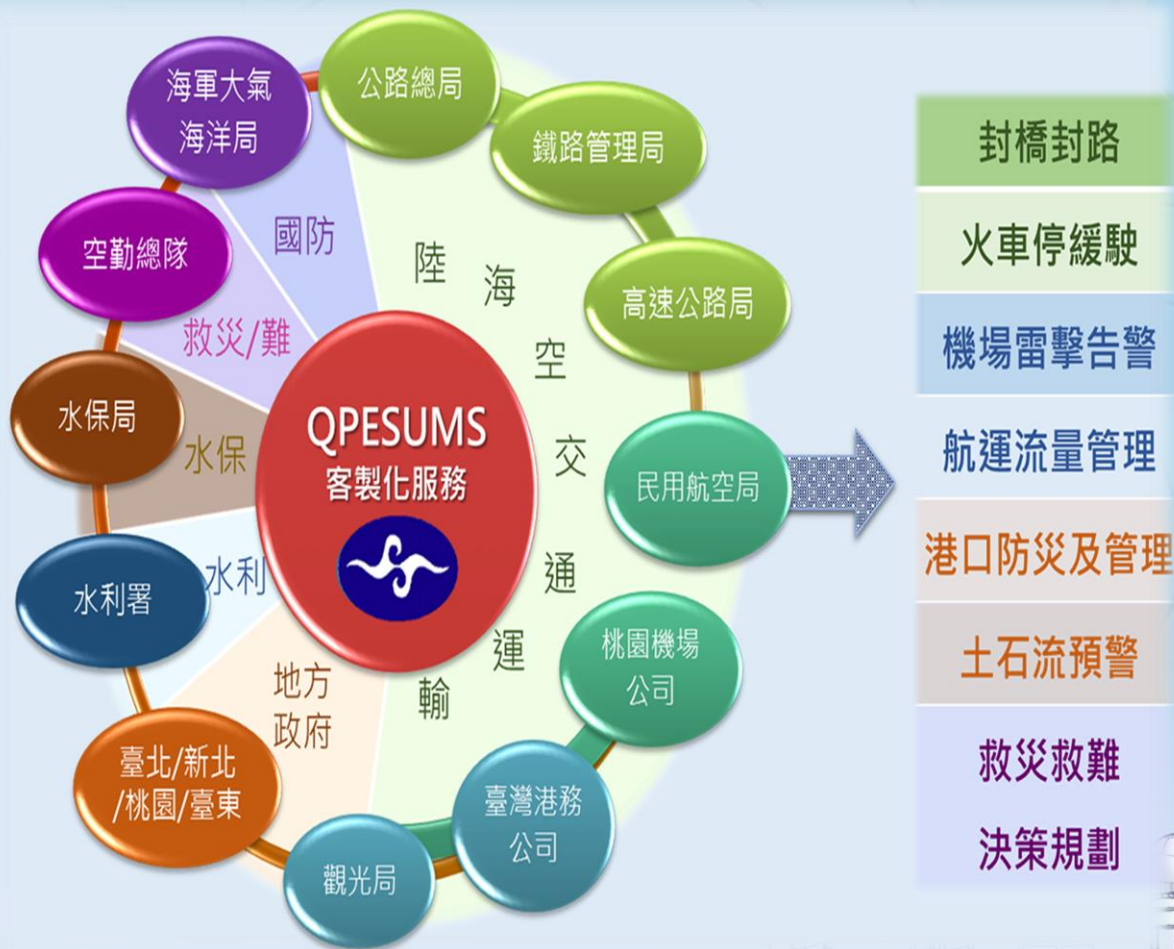 海軍大氣
海洋局
公路總局
鐵路管理局
高速公路局
民用航空局
桃園機場
公司
臺灣港務
公司
觀光局
臺北/新北
/桃園/臺東
水利署
水保局
空勤總隊
國防
救災/難
水保
水利
地方
政府
陸海空交通運輸
QPESUMS
客製化服務
封橋封路
火車停緩駛
機場雷擊告警
航運流量管理
港口防災及管理
土石流預警
救災救難
決策規劃